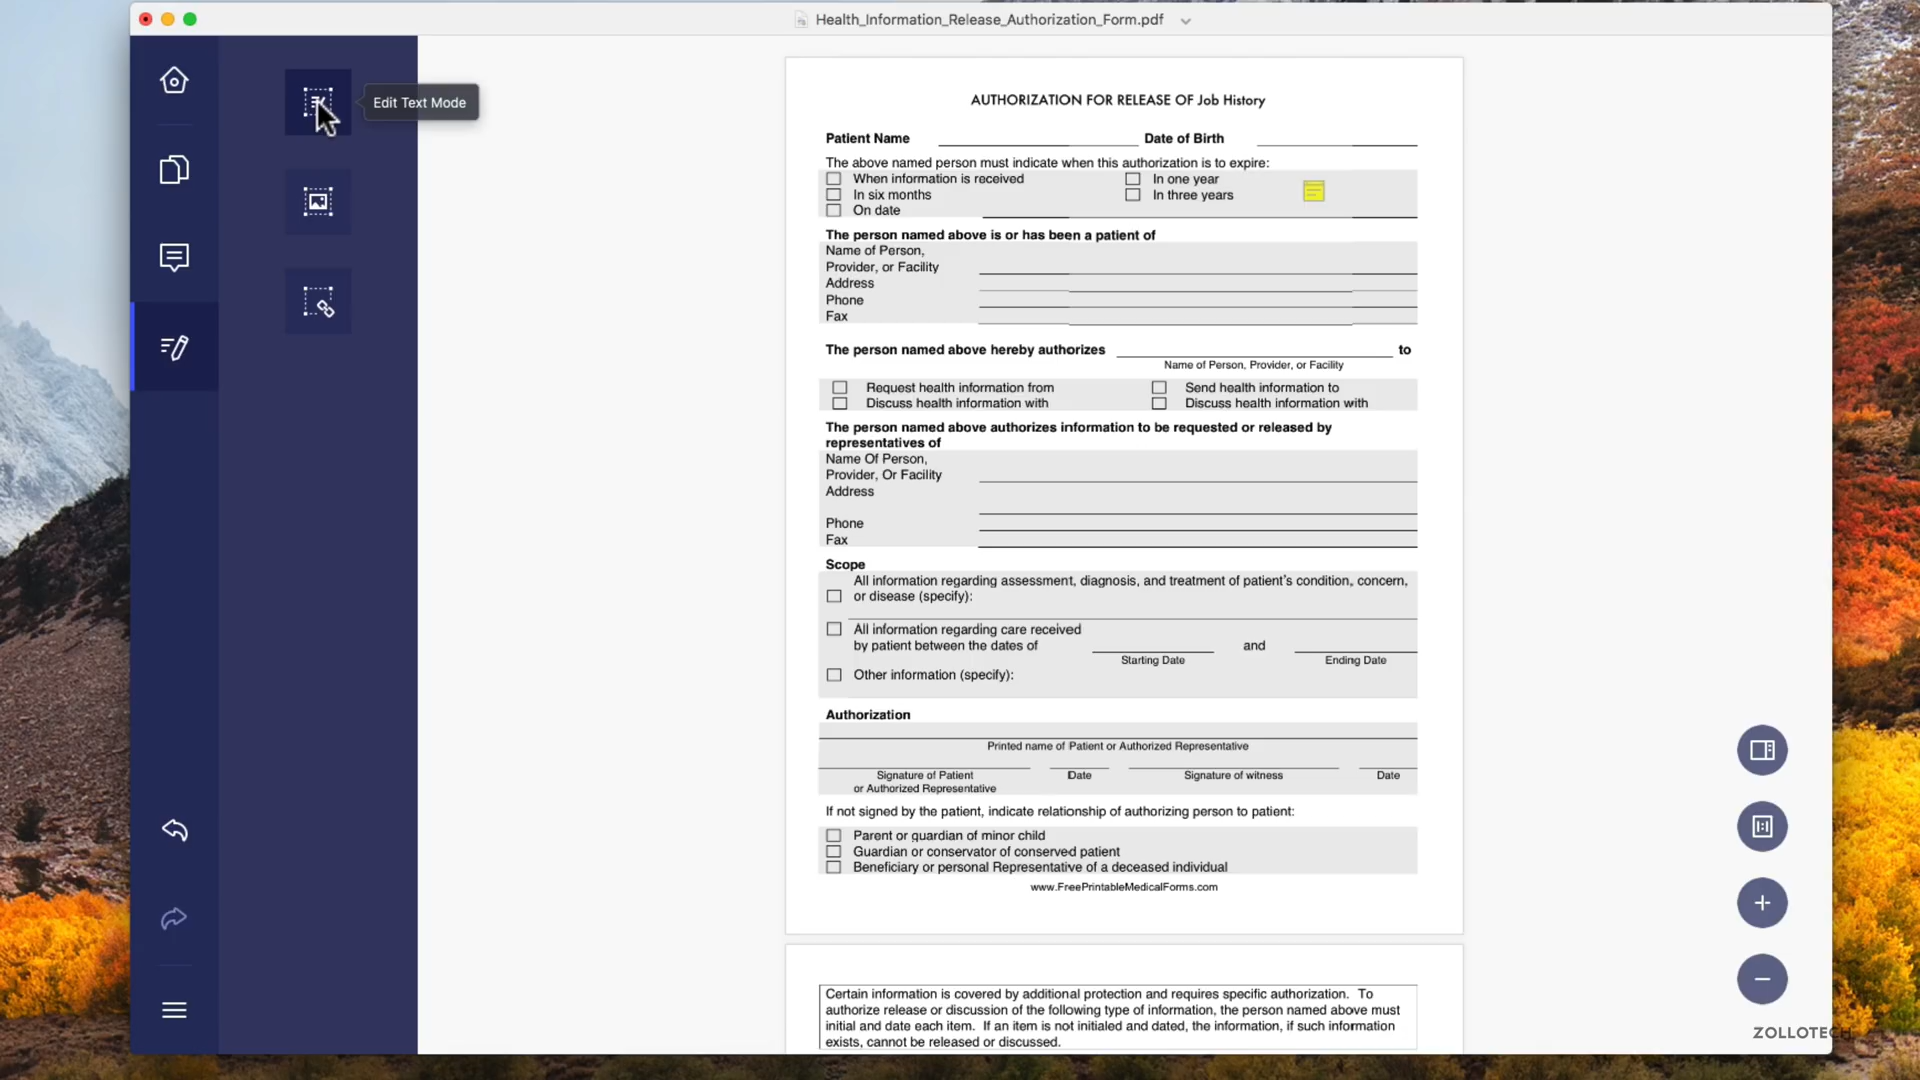 Health_Information_Release_Authorization_Form.pdf
Edit Text Mode
AUTHORIZATION FOR RELEASE OF Job History
Patient Name Date of Birth
The above named person must indicate when this authorization is to expire:
When information is received In one year
In six months In three years
On date
The person named above is or has been a patient of
Name of Person,
Provider, or Facility
Address
Phone
Fax
The person named above hereby authorizes to
Name of Person, Provider, or Facility
Request health information from Send health information to
Discuss health information with Discuss health information with
The person named above authorizes information to be requested or released by
representatives of
Name Of Person,
Provider, Or Facility
Address
Phone
Fax
Scope
All information regarding assessment, diagnosis, and treatment of patient's condition, concern,
or disease (specify):
All information regarding care received
by patient between the dates of and
Starting Date Ending Date
Other information (specify):
Authorization
Printed name of Patient or Authorized Representative
Signature of Patient Date Signature of witness Date
or Authorized Representative
If not signed by the patient, indicate relationship of authorizing person to patient:
Parent or guardian of minor child
Guardian or conservator of conserved patient
Beneficiary or personal Representative of a deceased individual
www.FreePrintableMedicalForms.com
Certain information is covered by additional protection and requires specific authorization. To
authorize release or discussion of the following type of information, the person named above must
initial and date each item. If an item is not initialed and dated, the information, if such information
exists, cannot be released or discussed.
ZOLLOTECH